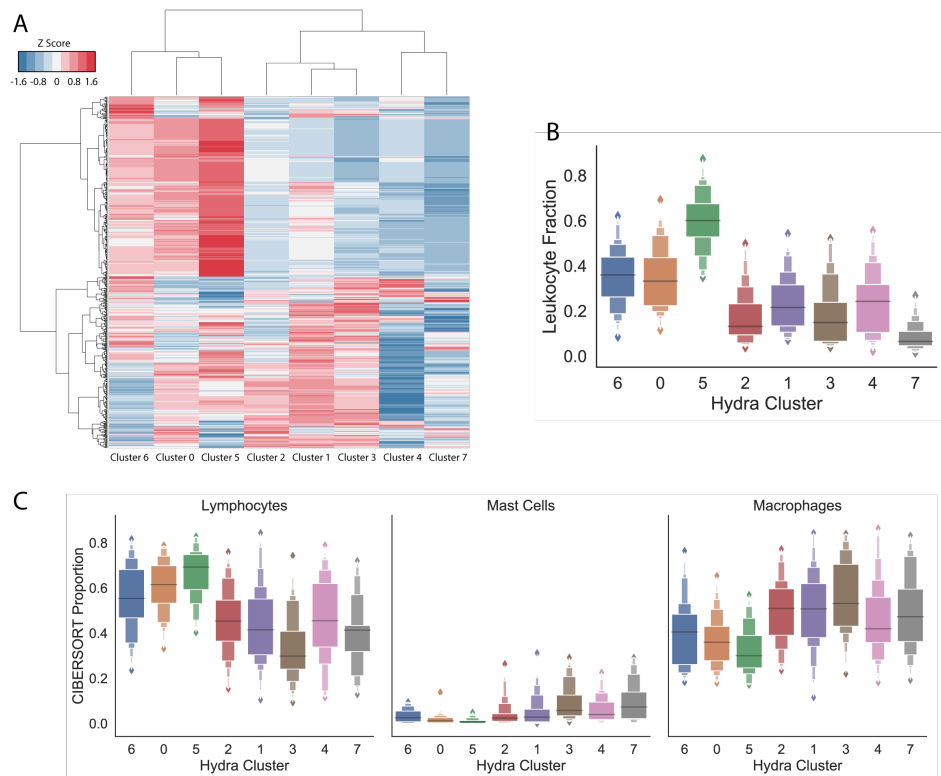 A
Z Score
-1.6 -0.8 0 0.8 1.6
Cluster 6 Cluster 0 Cluster 5 Cluster 2 Cluster 1 Cluster 3 Cluster 4 Cluster 7
B
Leukocyte Fraction
0.8
0.6
0.4
0.2
0.0
6 0 5 2 1 3 4 7
Hydra Cluster
C
Lymphocytes Mast Cells Macrophages
CIBERSORT Proportion
0.8
0.6
0.4
0.2
0.0
6 0 5 2 1 3 4 7 6 0 5 2 1 3 4 7 6 0 5 2 1 3 4 7
Hydra Cluster Hydra Cluster Hydra Cluster